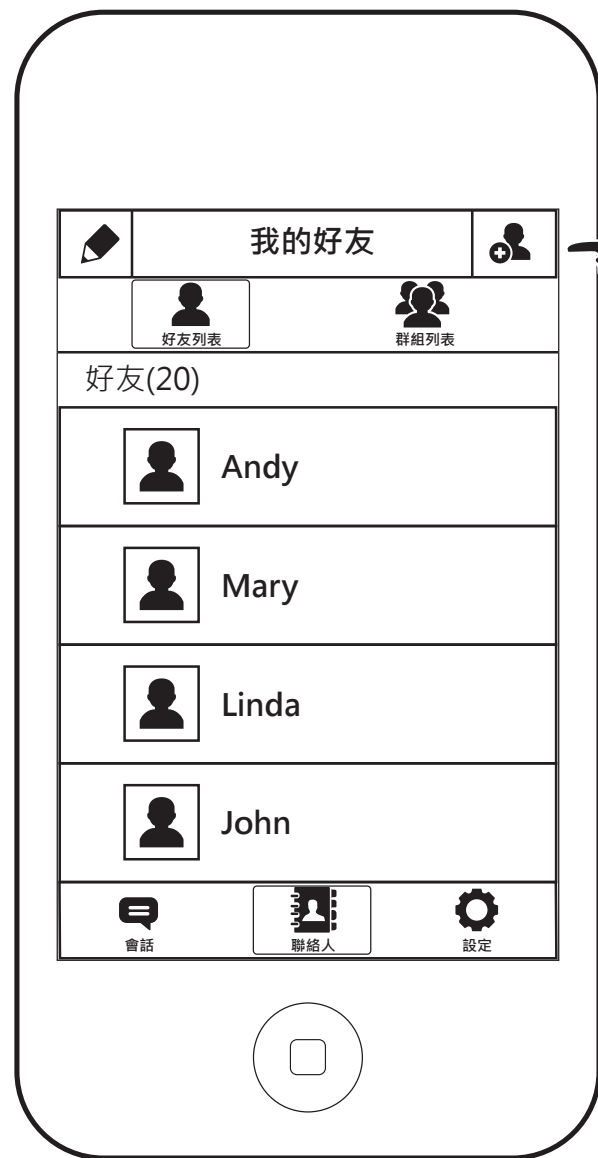 我的好友
好友列表 群組列表
好友(20)
Andy
Mary
Linda
John
會話 聯絡人 設定